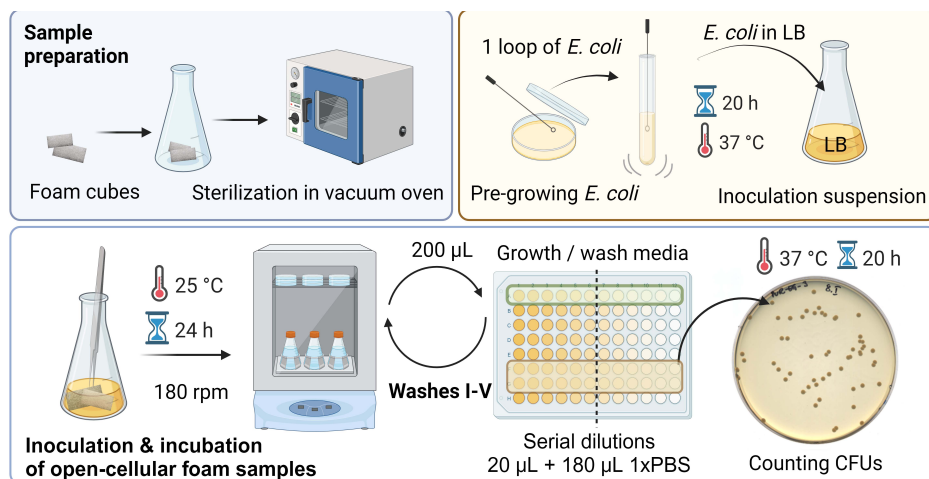 Sample
preparation
Foam cubes
Sterilization in vacuum oven
1 loop of E. coli
E. coli in LB
20 h
37 °C
LB
Pre-growing E. coli
Inoculation suspension
25 °C
24 h
180 rpm
Inoculation & incubation
of open-cellular foam samples
200 µL
Washes I-V
Growth / wash media
Serial dilutions
20 µL + 180 µL 1xPBS
37 °C
20 h
Counting CFUs